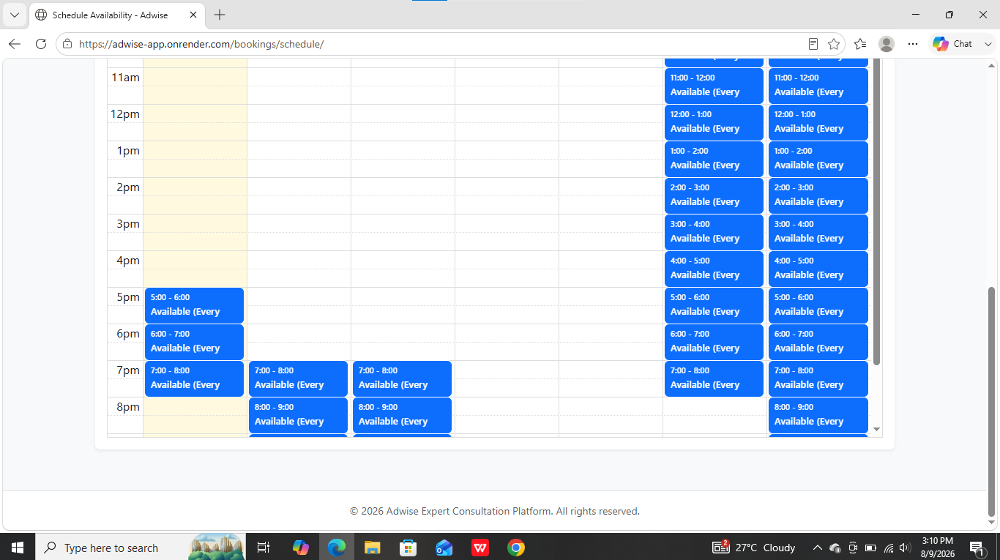 Schedule Availability - Adwise
https://adwise-app.onrender.com/bookings/schedule/
Chat
11am
11:00 - 12:00
Available (Every
11:00 - 12:00
Available (Every
12pm
12:00 - 1:00
Available (Every
12:00 - 1:00
Available (Every
1pm
1:00 - 2:00
Available (Every
1:00 - 2:00
Available (Every
2pm
2:00 - 3:00
Available (Every
2:00 - 3:00
Available (Every
3pm
3:00 - 4:00
Available (Every
3:00 - 4:00
Available (Every
4pm
4:00 - 5:00
Available (Every
4:00 - 5:00
Available (Every
5pm
5:00 - 6:00
Available (Every
5:00 - 6:00
Available (Every
5:00 - 6:00
Available (Every
6pm
6:00 - 7:00
Available (Every
6:00 - 7:00
Available (Every
6:00 - 7:00
Available (Every
7pm
7:00 - 8:00
Available (Every
7:00 - 8:00
Available (Every
7:00 - 8:00
Available (Every
7:00 - 8:00
Available (Every
7:00 - 8:00
Available (Every
8pm
8:00 - 9:00
Available (Every
8:00 - 9:00
Available (Every
8:00 - 9:00
Available (Every
© 2026 Adwise Expert Consultation Platform. All rights reserved.
Type here to search
W
2
27°C Cloudy
3:10 PM
8/9/2026
1